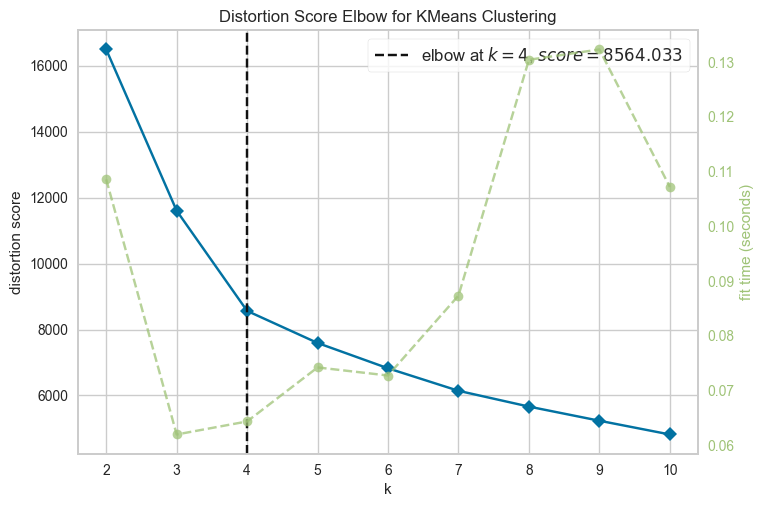 Distortion Score Elbow for KMeans Clustering
elbow at k = 4, score = 8564.033
16000
14000
12000
10000
8000
6000
distortion score
0.13
0.12
0.11
0.10
0.09
0.08
0.07
0.06
fit time (seconds)
2 3 4 5 6 7 8 9 10
k